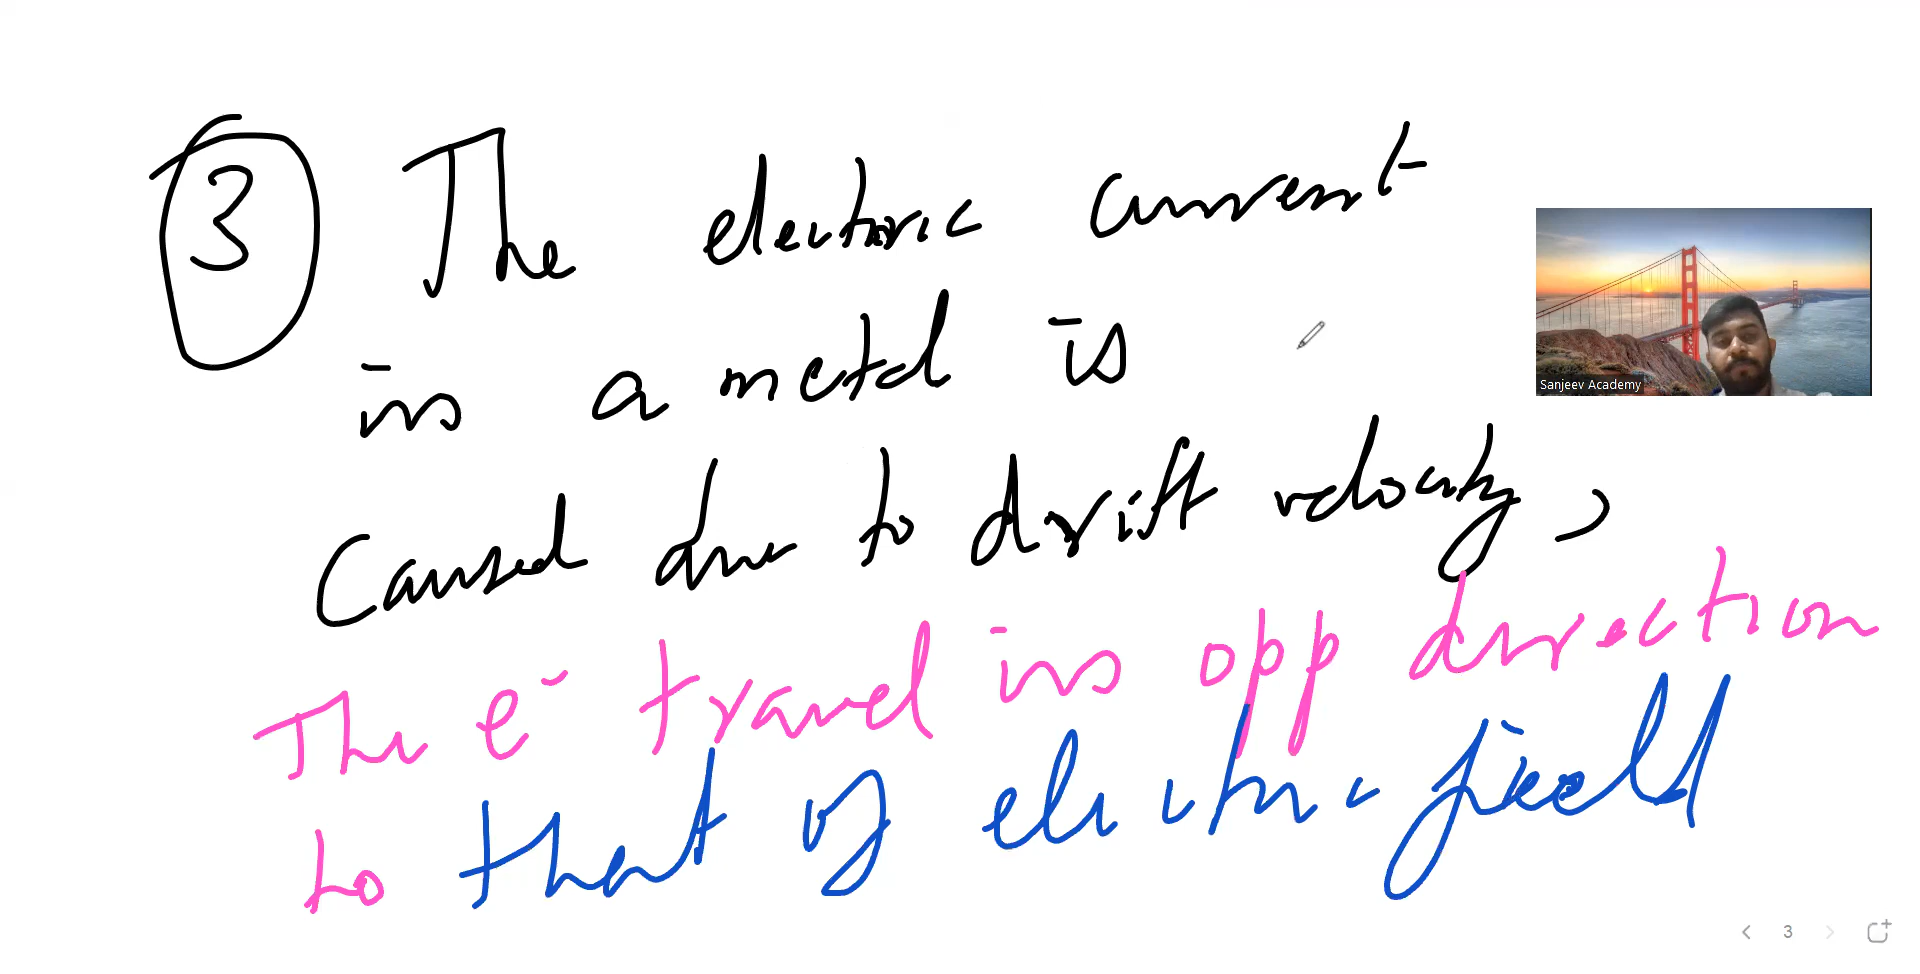 3 The electric current
in a metal is
Caused due to drift velocity,
The e- travel in opp direction
to that of electric field
Sanjeev Academy
3